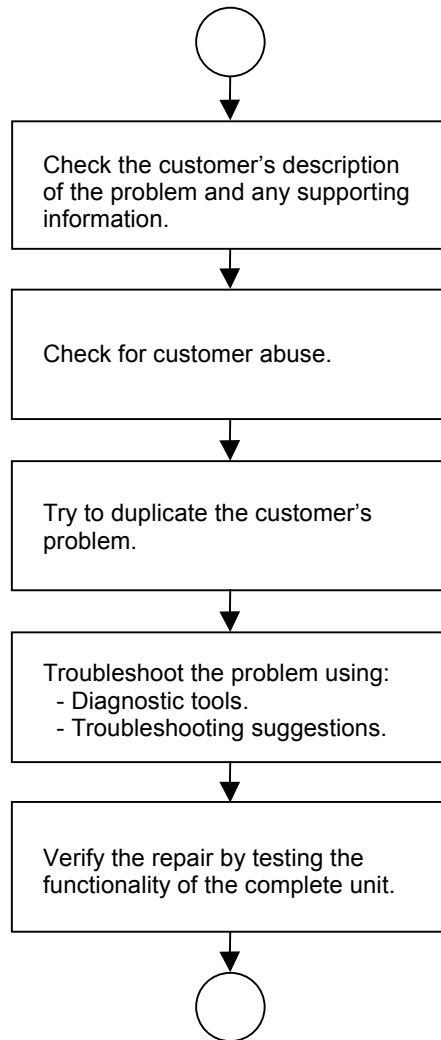 Check the customer’s description
of the problem and any supporting
information.
Check for customer abuse.
Try to duplicate the customer’s
problem.
Troubleshoot the problem using:
- Diagnostic tools.
- Troubleshooting suggestions.
Verify the repair by testing the
functionality of the complete unit.